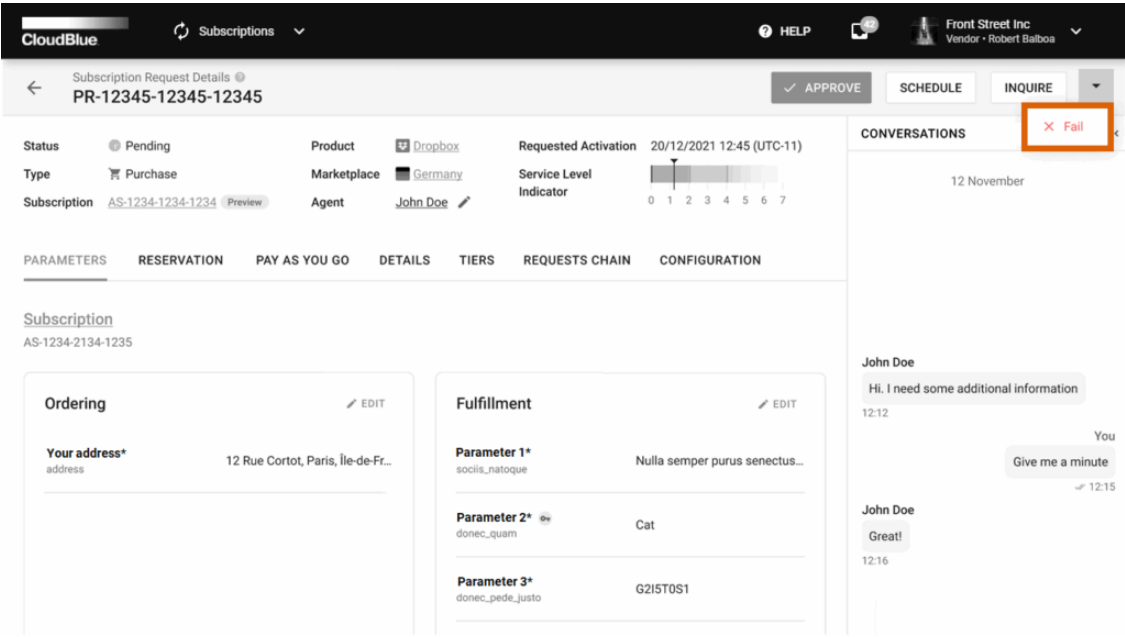 CloudBlue
Subscriptions
HELP
42
Front Street Inc
Vendor • Robert Balboa
Subscription Request Details
PR-12345-12345-12345
APPROVE
SCHEDULE
INQUIRE
Fail
Status
Pending
Product
Dropbox
Requested Activation
20/12/2021 12:45 (UTC-11)
Type
Purchase
Marketplace
Germany
Service Level
Indicator
0 1 2 3 4 5 6 7
Subscription
AS-1234-1234-1234
Preview
Agent
John Doe
PARAMETERS
RESERVATION
PAY AS YOU GO
DETAILS
TIERS
REQUESTS CHAIN
CONFIGURATION
Subscription
AS-1234-2134-1235
Ordering
EDIT
Your address*
address
12 Rue Cortot, Paris, Île-de-Fr...
Fulfillment
EDIT
Parameter 1*
sociis_natoque
Nulla semper purus senectus...
Parameter 2*
donec_quam
Cat
Parameter 3*
donec_pede_justo
G2I5T0S1
CONVERSATIONS
12 November
John Doe
Hi. I need some additional information
12:12
You
Give me a minute
12:15
John Doe
Great!
12:16